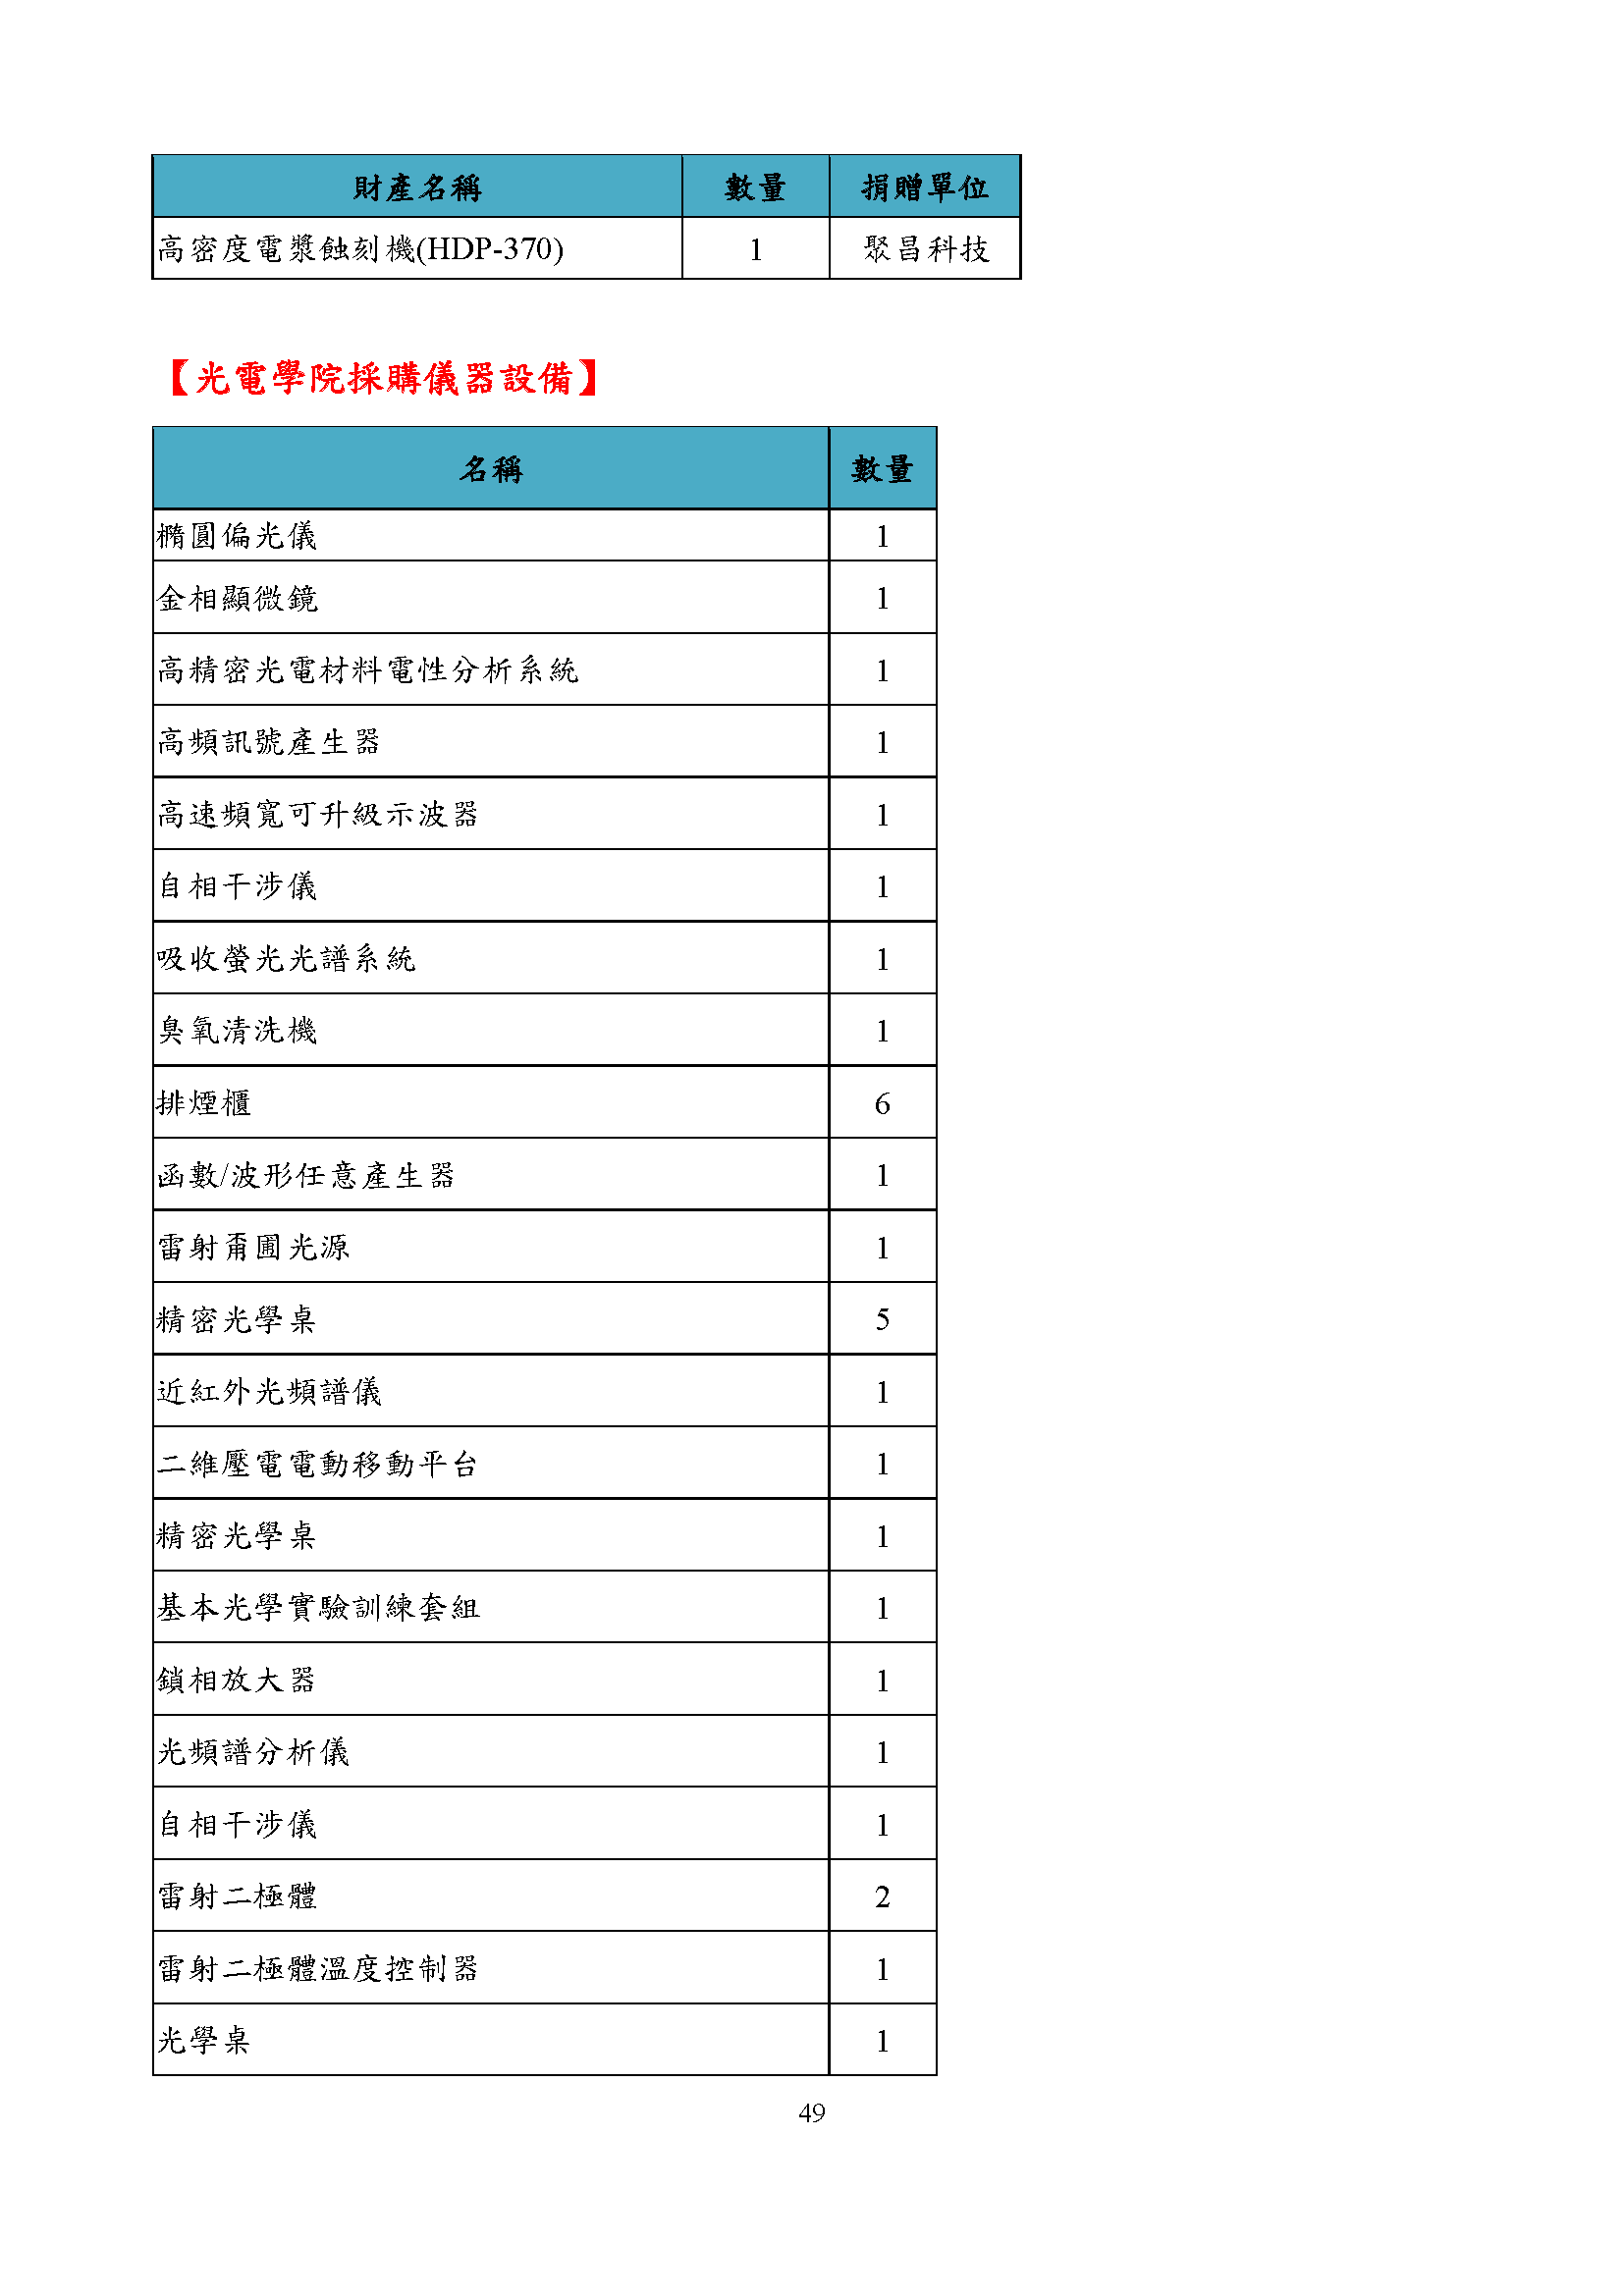 財產名稱 數量 捐贈單位
高密度電漿蝕刻機(HDP-370) 1 聚昌科技
【光電學院採購儀器設備】
名稱 數量
橢圓偏光儀 1
金相顯微鏡 1
高精密光電材料電性分析系統 1
高頻訊號產生器 1
高速頻寬可升級示波器 1
自相干涉儀 1
吸收螢光光譜系統 1
臭氧清洗機 1
排煙櫃 6
函數/波形任意產生器 1
雷射甭圃光源 1
精密光學桌 5
近紅外光頻譜儀 1
二維壓電電動移動平台 1
精密光學桌 1
基本光學實驗訓練套組 1
鎖相放大器 1
光頻譜分析儀 1
自相干涉儀 1
雷射二極體 2
雷射二極體溫度控制器 1
光學桌 1
49